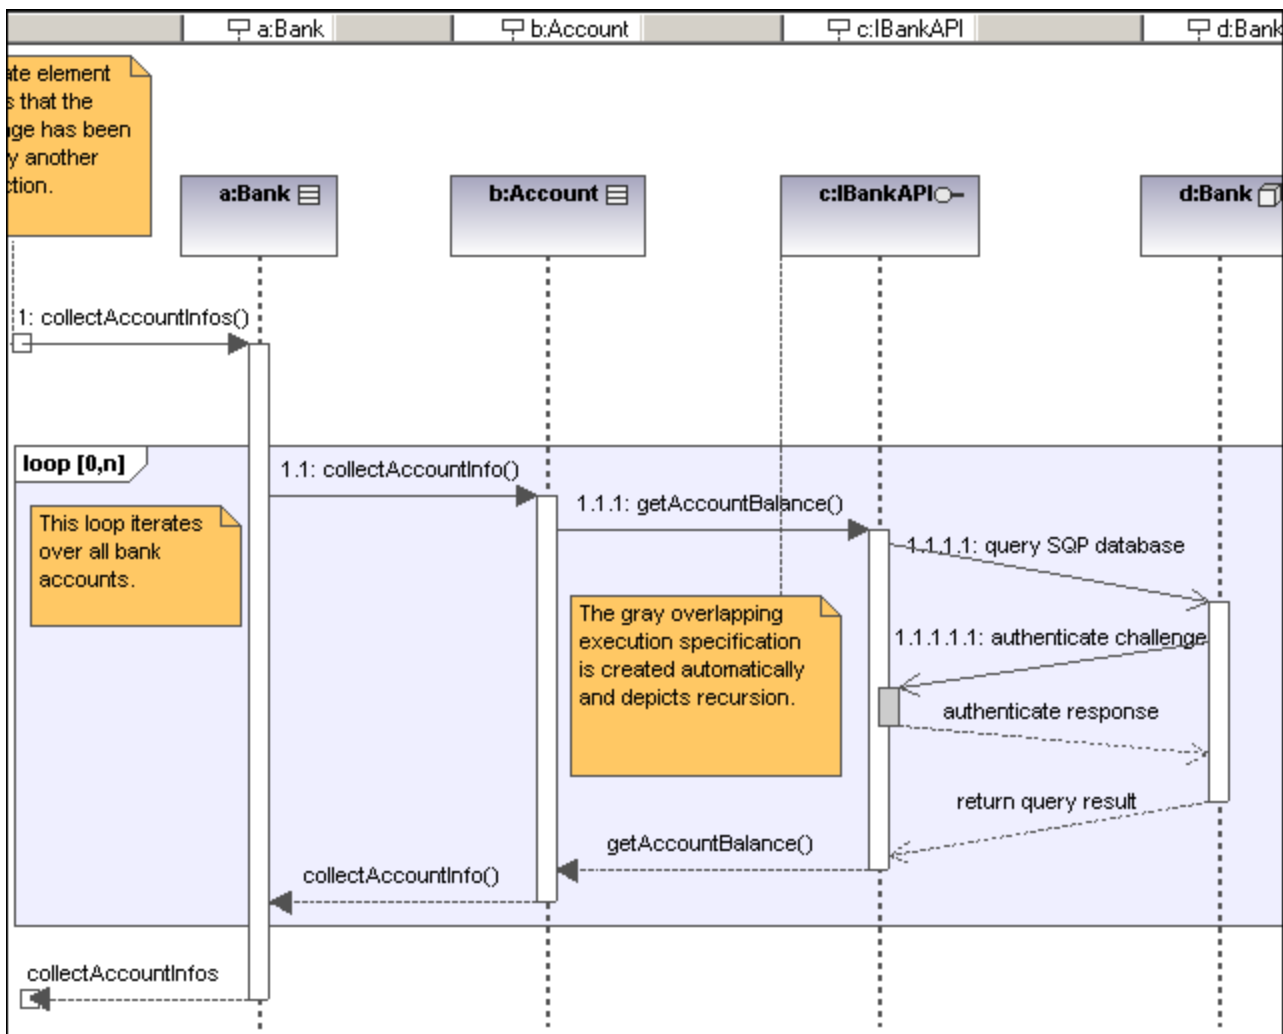 a:Bank
b:Account
c:IBankAPI
d:Bank
element
that the
has been
another
a:Bank
b:Account
c:IBankAPI
d:Bank
1: collectAccountInfos()
loop [0,n]
1.1: collectAccountInfo()
1.1.1: getAccountBalance()
This loop iterates
over all bank
accounts.
1.1.1.1: query SQP database
The gray overlapping
execution specification
is created automatically
and depicts recursion.
1.1.1.1.1: authenticate challenge
authenticate response
return query result
getAccountBalance()
collectAccountInfo()
collectAccountInfos